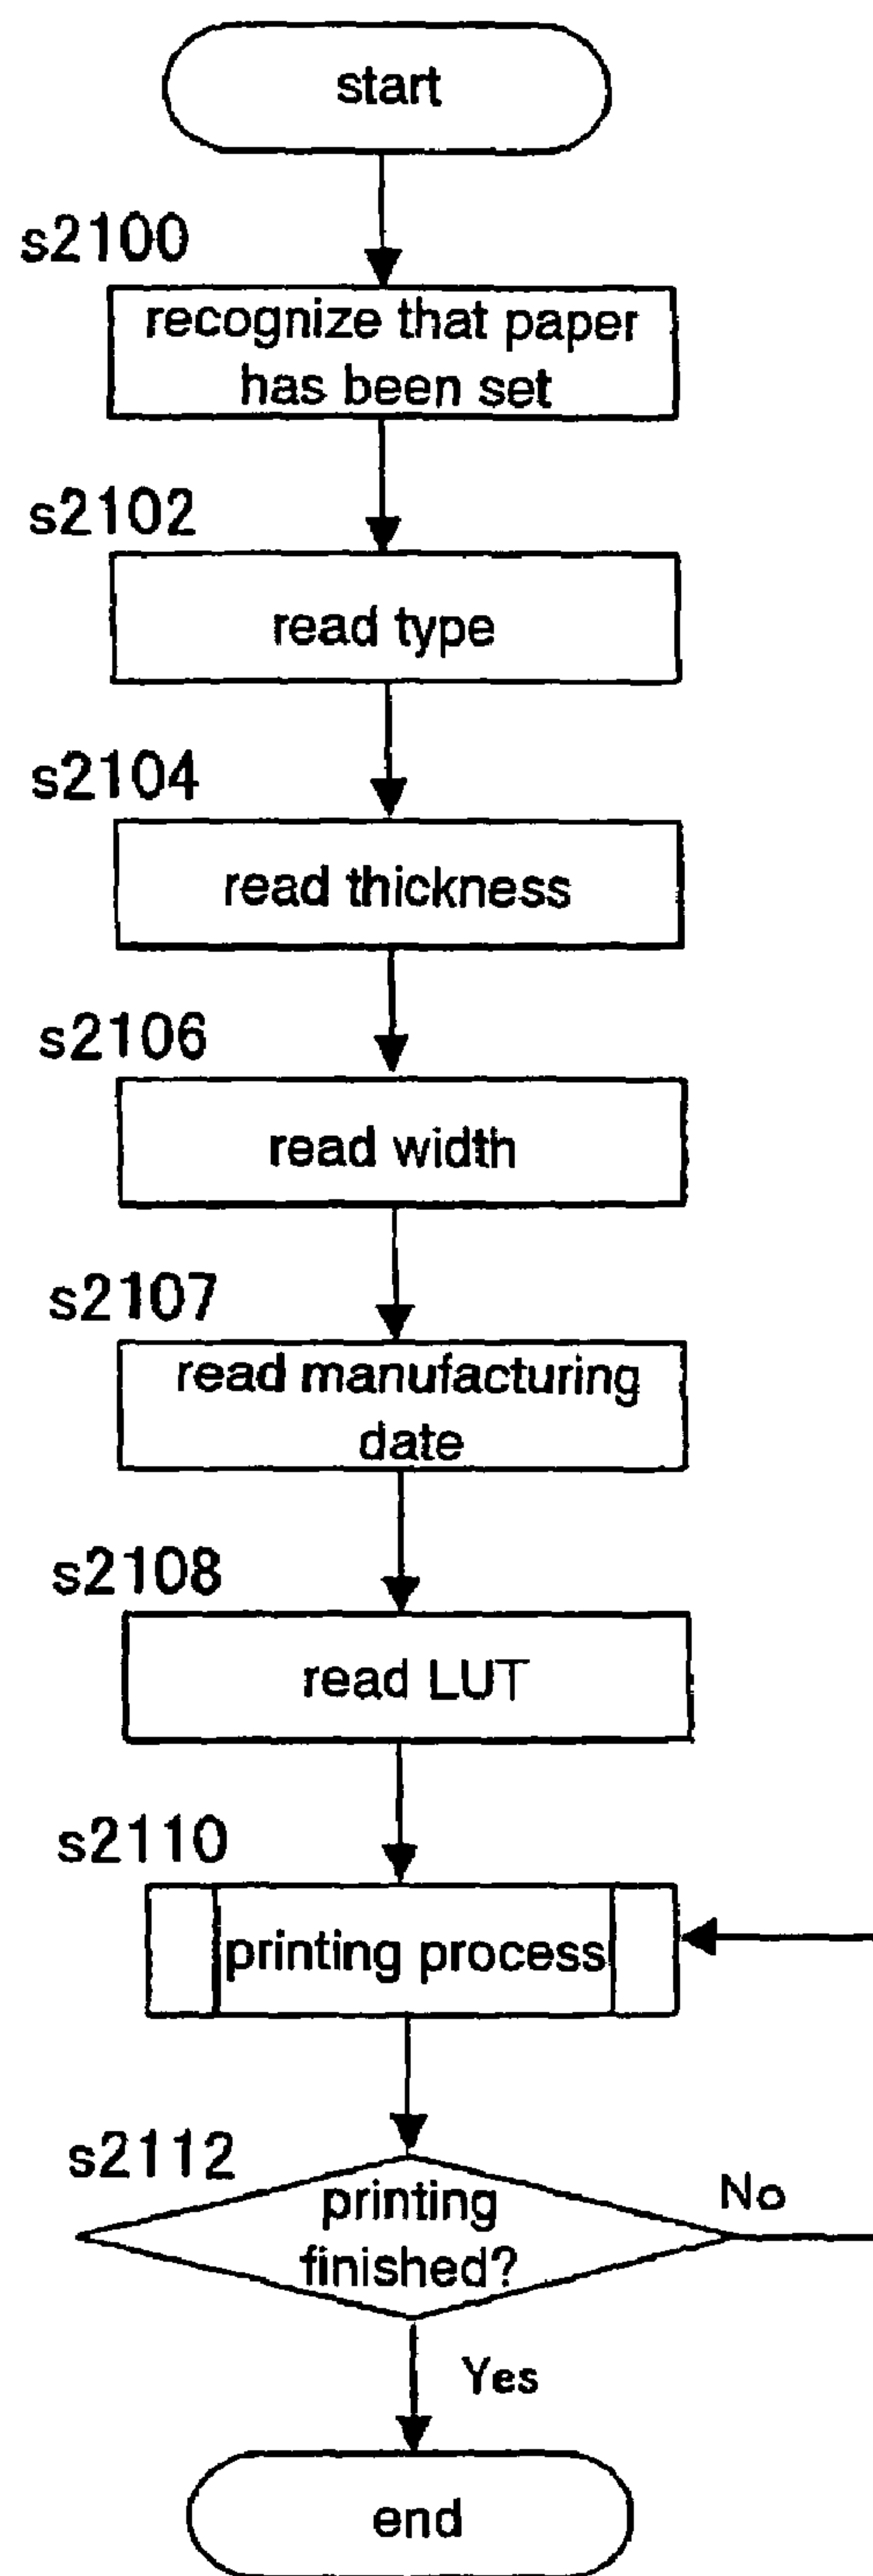 start
s2100
recognize that paper
has been set
s2102
read type
s2104
read thickness
s2106
read width
s2107
read manufacturing
date
s2108
read LUT
s2110
printing process
s2112
printing
finished?
No
Yes
end